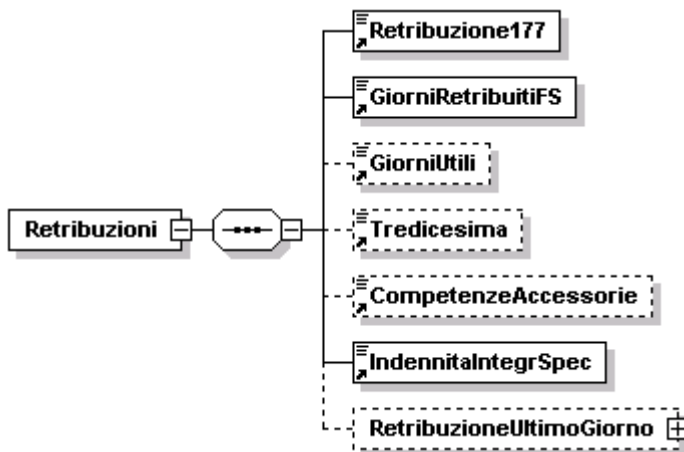 Retribuzione177
GiorniRetribuitiFS
GiorniUtili
Retribuzioni
Tredicesima
CompetenzeAccessorie
IndennitaIntegrSpec
RetribuzioneUltimoGiorno